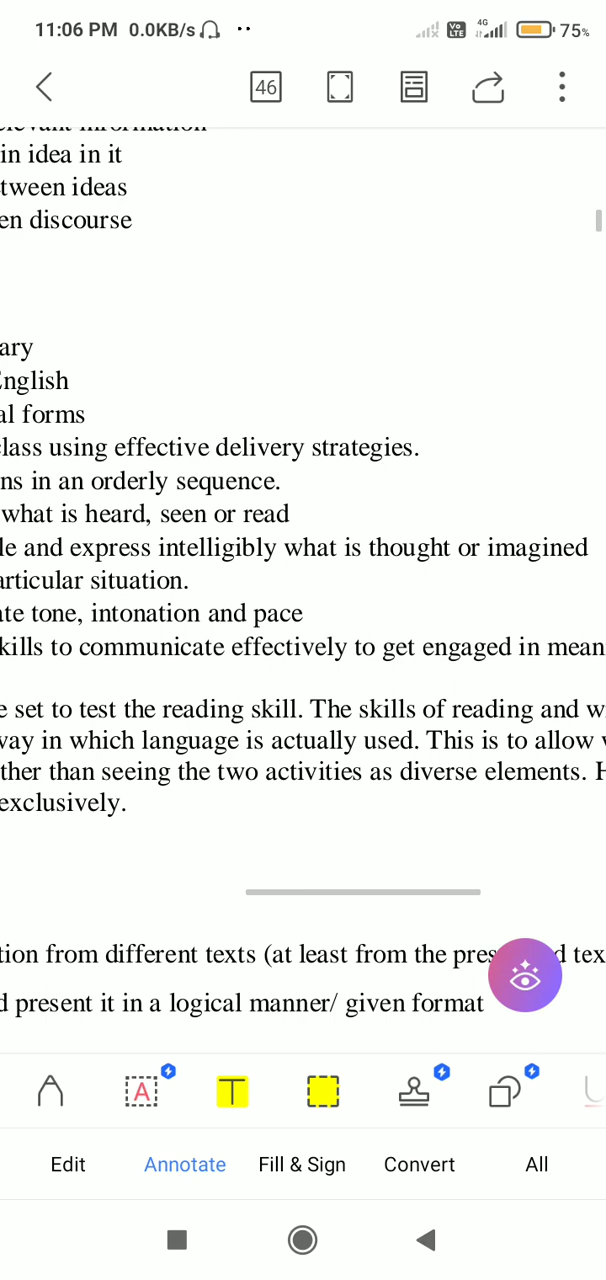 11:06 PM 0.0KB/s
Vo LTE 4G 75%
46
relevant information
in idea in it
tween ideas
en discourse
ary
English
al forms
class using effective delivery strategies.
ns in an orderly sequence.
what is heard, seen or read
le and express intelligibly what is thought or imagined
articular situation.
ate tone, intonation and pace
kills to communicate effectively to get engaged in mean
e set to test the reading skill. The skills of reading and w
way in which language is actually used. This is to allow
ther than seeing the two activities as diverse elements. H
exclusively.
tion from different texts (at least from the pres d tex
d present it in a logical manner/ given format
A T U
Edit Annotate Fill & Sign Convert All